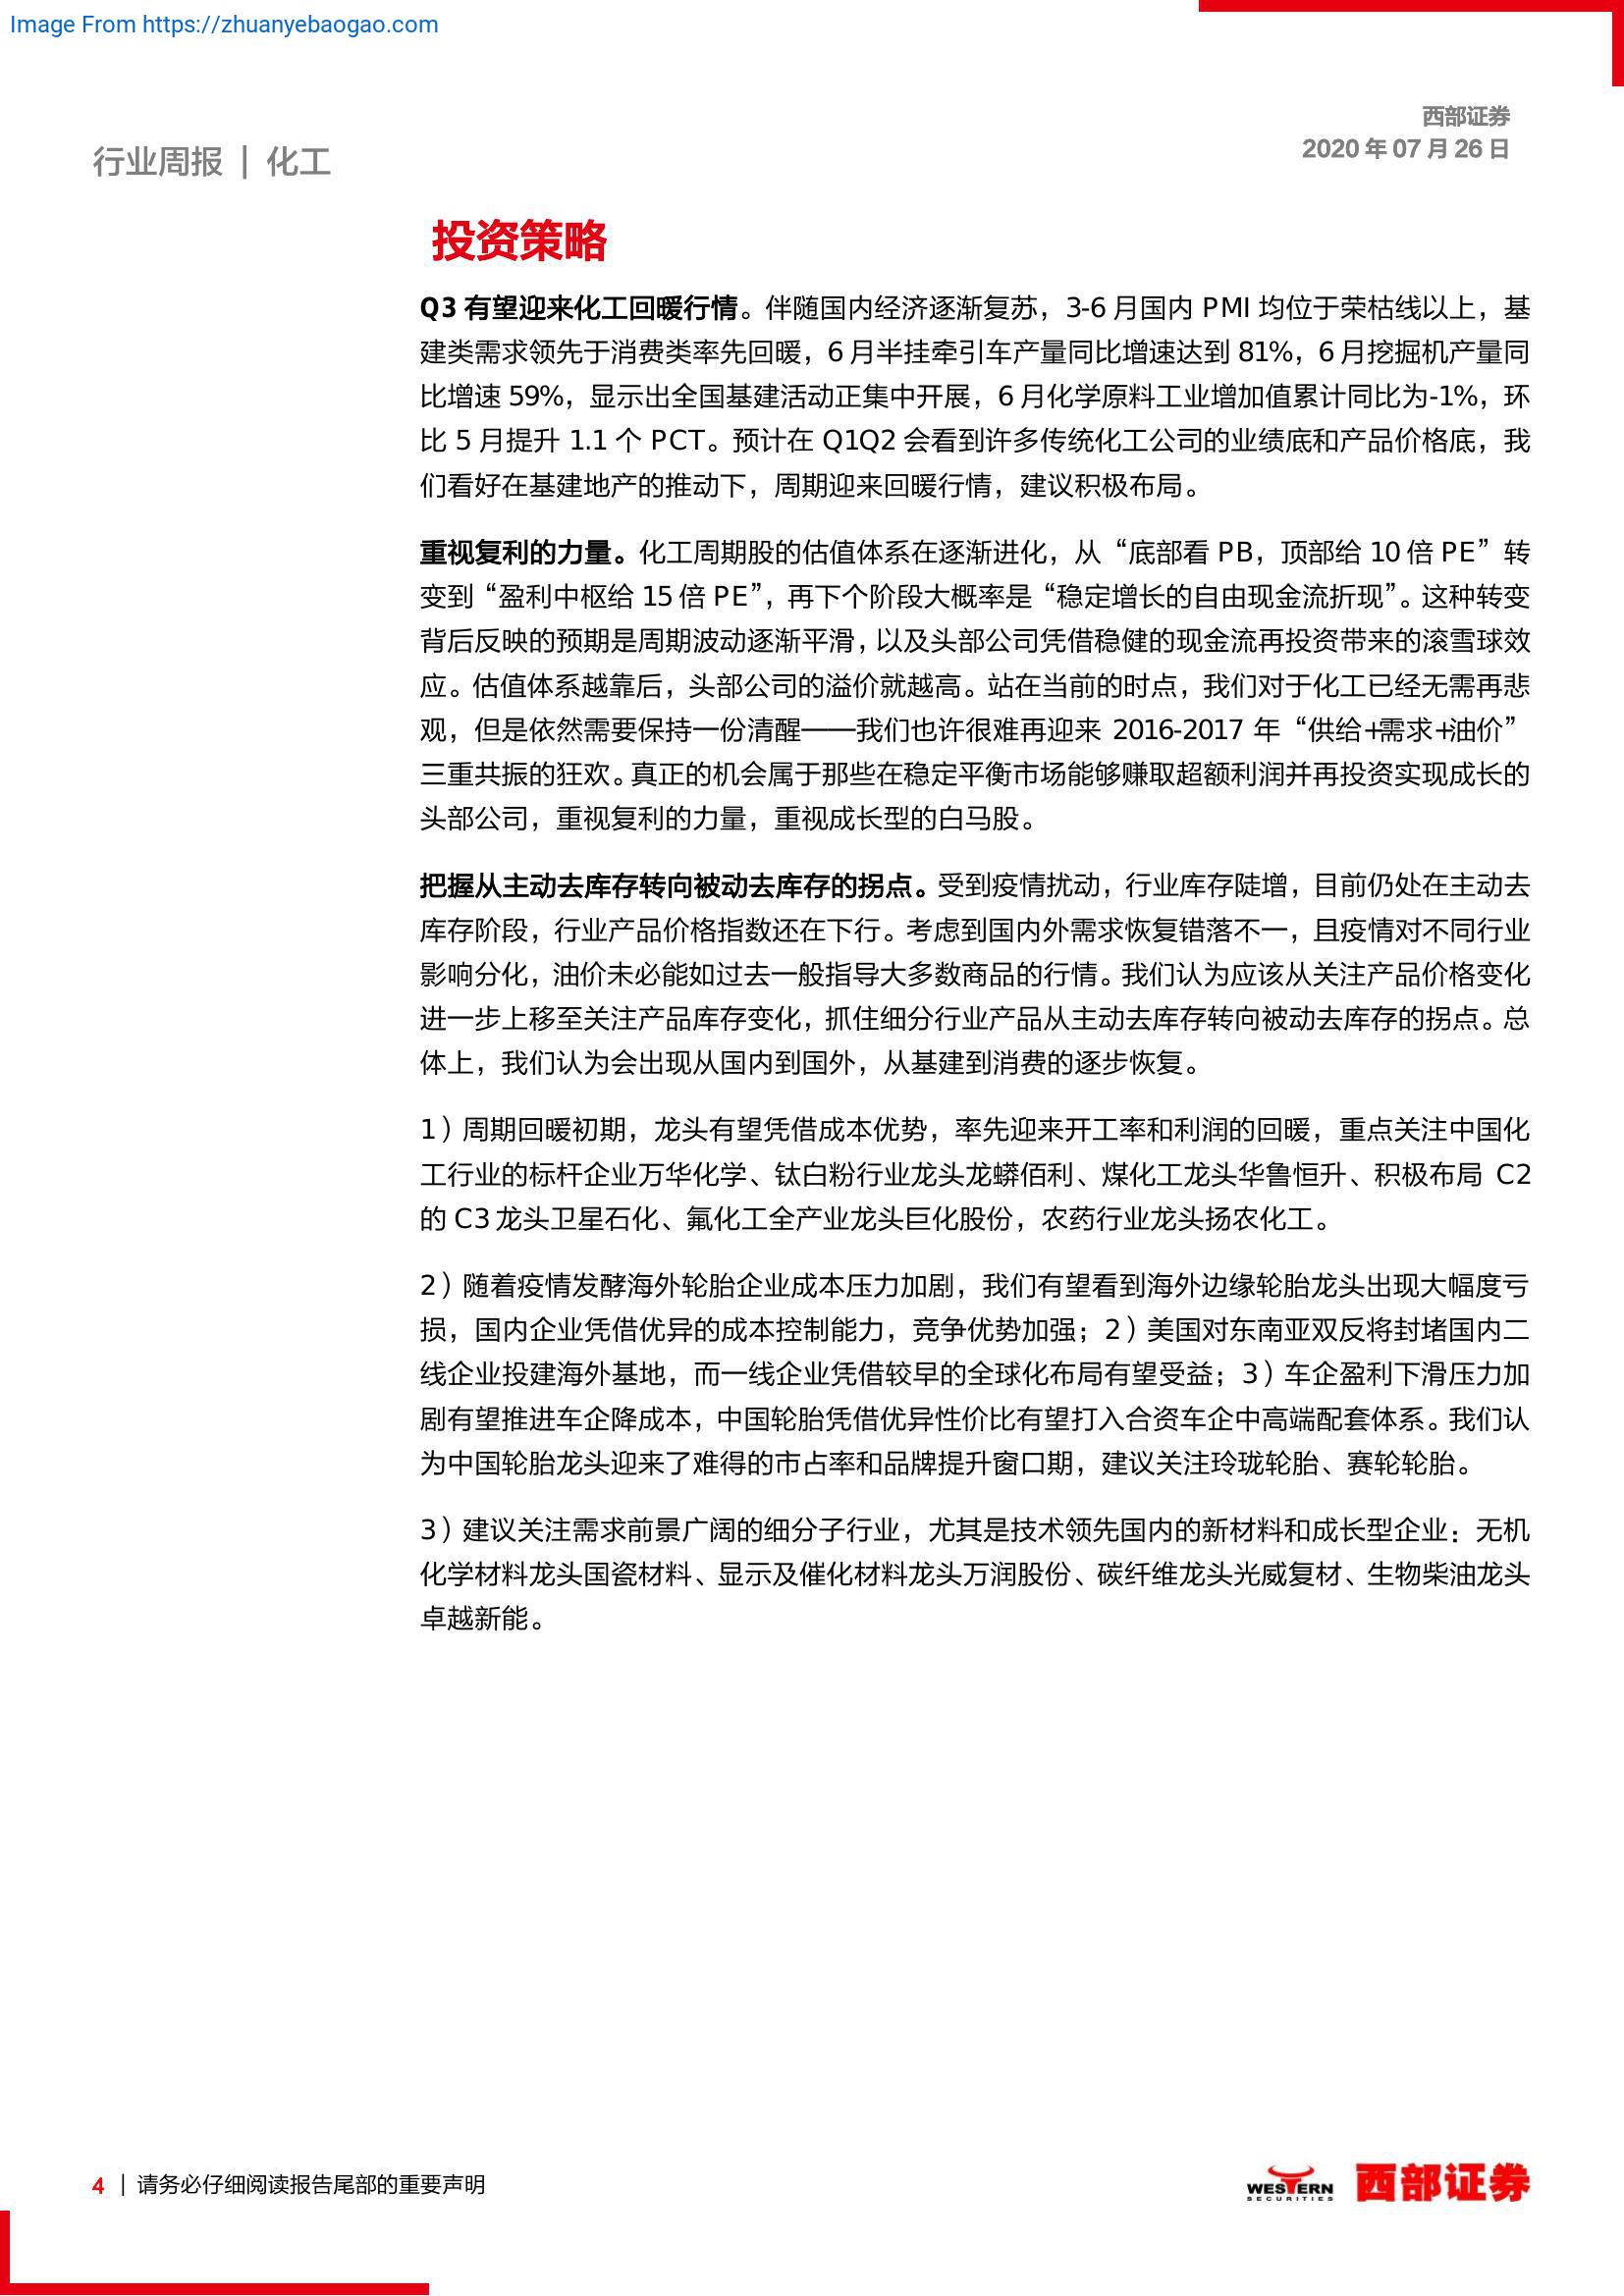 Image From https://zhuanyebaogao.com
西部证券
2020 年 07 月 26 日
行业周报 | 化工
投资策略
Q3 有望迎来化工回暖行情。伴随国内经济逐渐复苏，3-6 月国内 PMI 均位于荣枯线以上，基
建类需求领先于消费类率先回暖，6 月半挂牵引车产量同比增速达到 81%，6 月挖掘机产量同
比增速 59%，显示出全国基建活动正集中开展，6 月化学原料工业增加值累计同比为-1%，环
比 5 月提升 1.1 个 PCT。预计在 Q1Q2 会看到许多传统化工公司的业绩底和产品价格底，我
们看好在基建地产的推动下，周期迎来回暖行情，建议积极布局。
重视复利的力量。化工周期股的估值体系在逐渐进化，从“底部看 PB，顶部给 10 倍 PE”转
变到“盈利中枢给 15 倍 PE”，再下个阶段大概率是“稳定增长的自由现金流折现”。这种转变
背后反映的预期是周期波动逐渐平滑，以及头部公司凭借稳健的现金流再投资带来的滚雪球效
应。估值体系越靠后，头部公司的溢价就越高。站在当前的时点，我们对于化工已经无需再悲
观，但是依然需要保持一份清醒——我们也许很难再迎来 2016-2017 年“供给+需求+油价”
三重共振的狂欢。真正的机会属于那些在稳定平衡市场能够赚取超额利润并再投资实现成长的
头部公司，重视复利的力量，重视成长型的白马股。
把握从主动去库存转向被动去库存的拐点。受到疫情扰动，行业库存陡增，目前仍处在主动去
库存阶段，行业产品价格指数还在下行。考虑到国内外需求恢复错落不一，且疫情对不同行业
影响分化，油价未必能如过去一般指导大多数商品的行情。我们认为应该从关注产品价格变化
进一步上移至关注产品库存变化，抓住细分行业产品从主动去库存转向被动去库存的拐点。总
体上，我们认为会出现从国内到国外，从基建到消费的逐步恢复。
1）周期回暖初期，龙头有望凭借成本优势，率先迎来开工率和利润的回暖，重点关注中国化
工行业的标杆企业万华化学、钛白粉行业龙头龙蟒佰利、煤化工龙头华鲁恒升、积极布局 C2
的 C3 龙头卫星石化、氟化工全产业龙头巨化股份，农药行业龙头扬农化工。
2）随着疫情发酵海外轮胎企业成本压力加剧，我们有望看到海外边缘轮胎龙头出现大幅度亏
损，国内企业凭借优异的成本控制能力，竞争优势加强；2）美国对东南亚双反将封堵国内二
线企业投建海外基地，而一线企业凭借较早的全球化布局有望受益；3）车企盈利下滑压力加
剧有望推进车企降成本，中国轮胎凭借优异性价比有望打入合资车企中高端配套体系。我们认
为中国轮胎龙头迎来了难得的市占率和品牌提升窗口期，建议关注玲珑轮胎、赛轮轮胎。
3）建议关注需求前景广阔的细分子行业，尤其是技术领先国内的新材料和成长型企业：无机
化学材料龙头国瓷材料、显示及催化材料龙头万润股份、碳纤维龙头光威复材、生物柴油龙头
卓越新能。
4 | 请务必仔细阅读报告尾部的重要声明
WESTERN
SECURITIES
西部证券